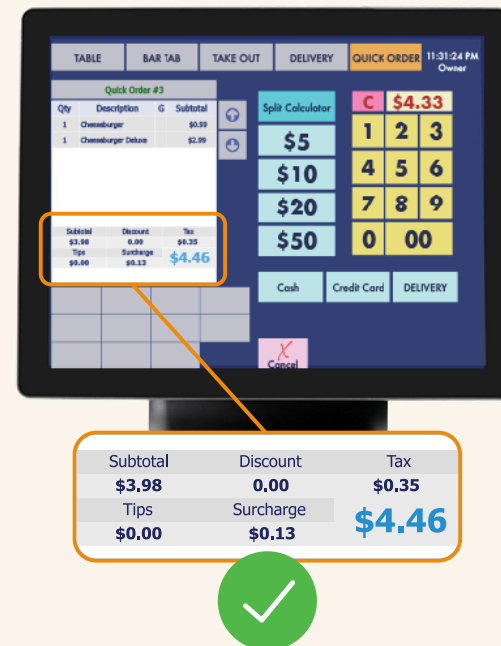 TABLE BAR TAB TAKE OUT DELIVERY QUICK ORDER 11:31:24 PM
Owner
Quick Order #3
Qty Description G Subtotal
1 Cheeseburger $0.99
1 Cheeseburger Deluxe $2.99
Subtotal Discount Tax
$3.98 0.00 $0.35
Tips Surcharge
$0.00 $0.13 $4.46
Split Calculator
$5
$10
$20
$50
C $4.33
1 2 3
4 5 6
7 8 9
0 00
Cash Credit Card DELIVERY
Cancel
Subtotal Discount Tax
$3.98 0.00 $0.35
Tips Surcharge
$0.00 $0.13 $4.46